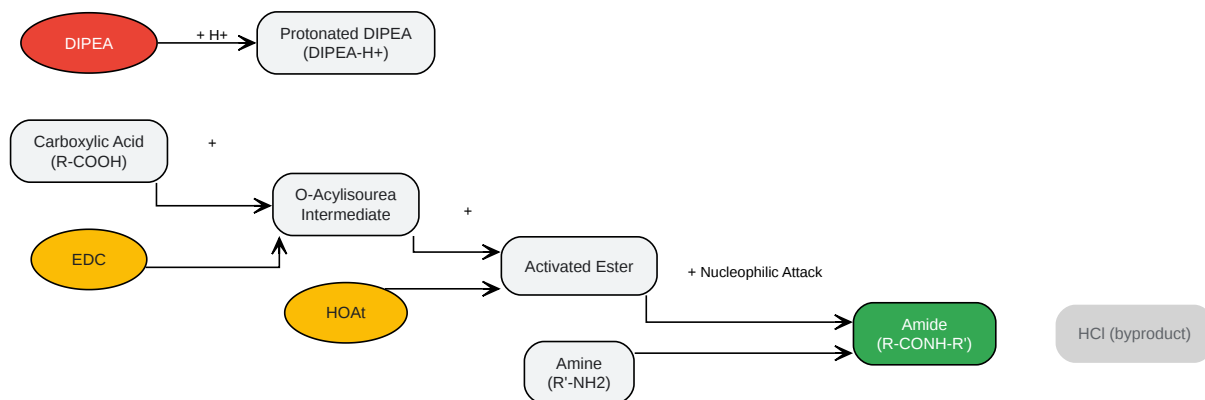 DIPEA
+ H+
Protonated DIPEA
(DIPEA-H+)
Carboxylic Acid
(R-COOH)
+
O-Acylisourea
Intermediate
+
EDC
Activated Ester
+ Nucleophilic Attack
HOAt
Amide
(R-CONH-R')
HCl (byproduct)
Amine
(R'-NH2)